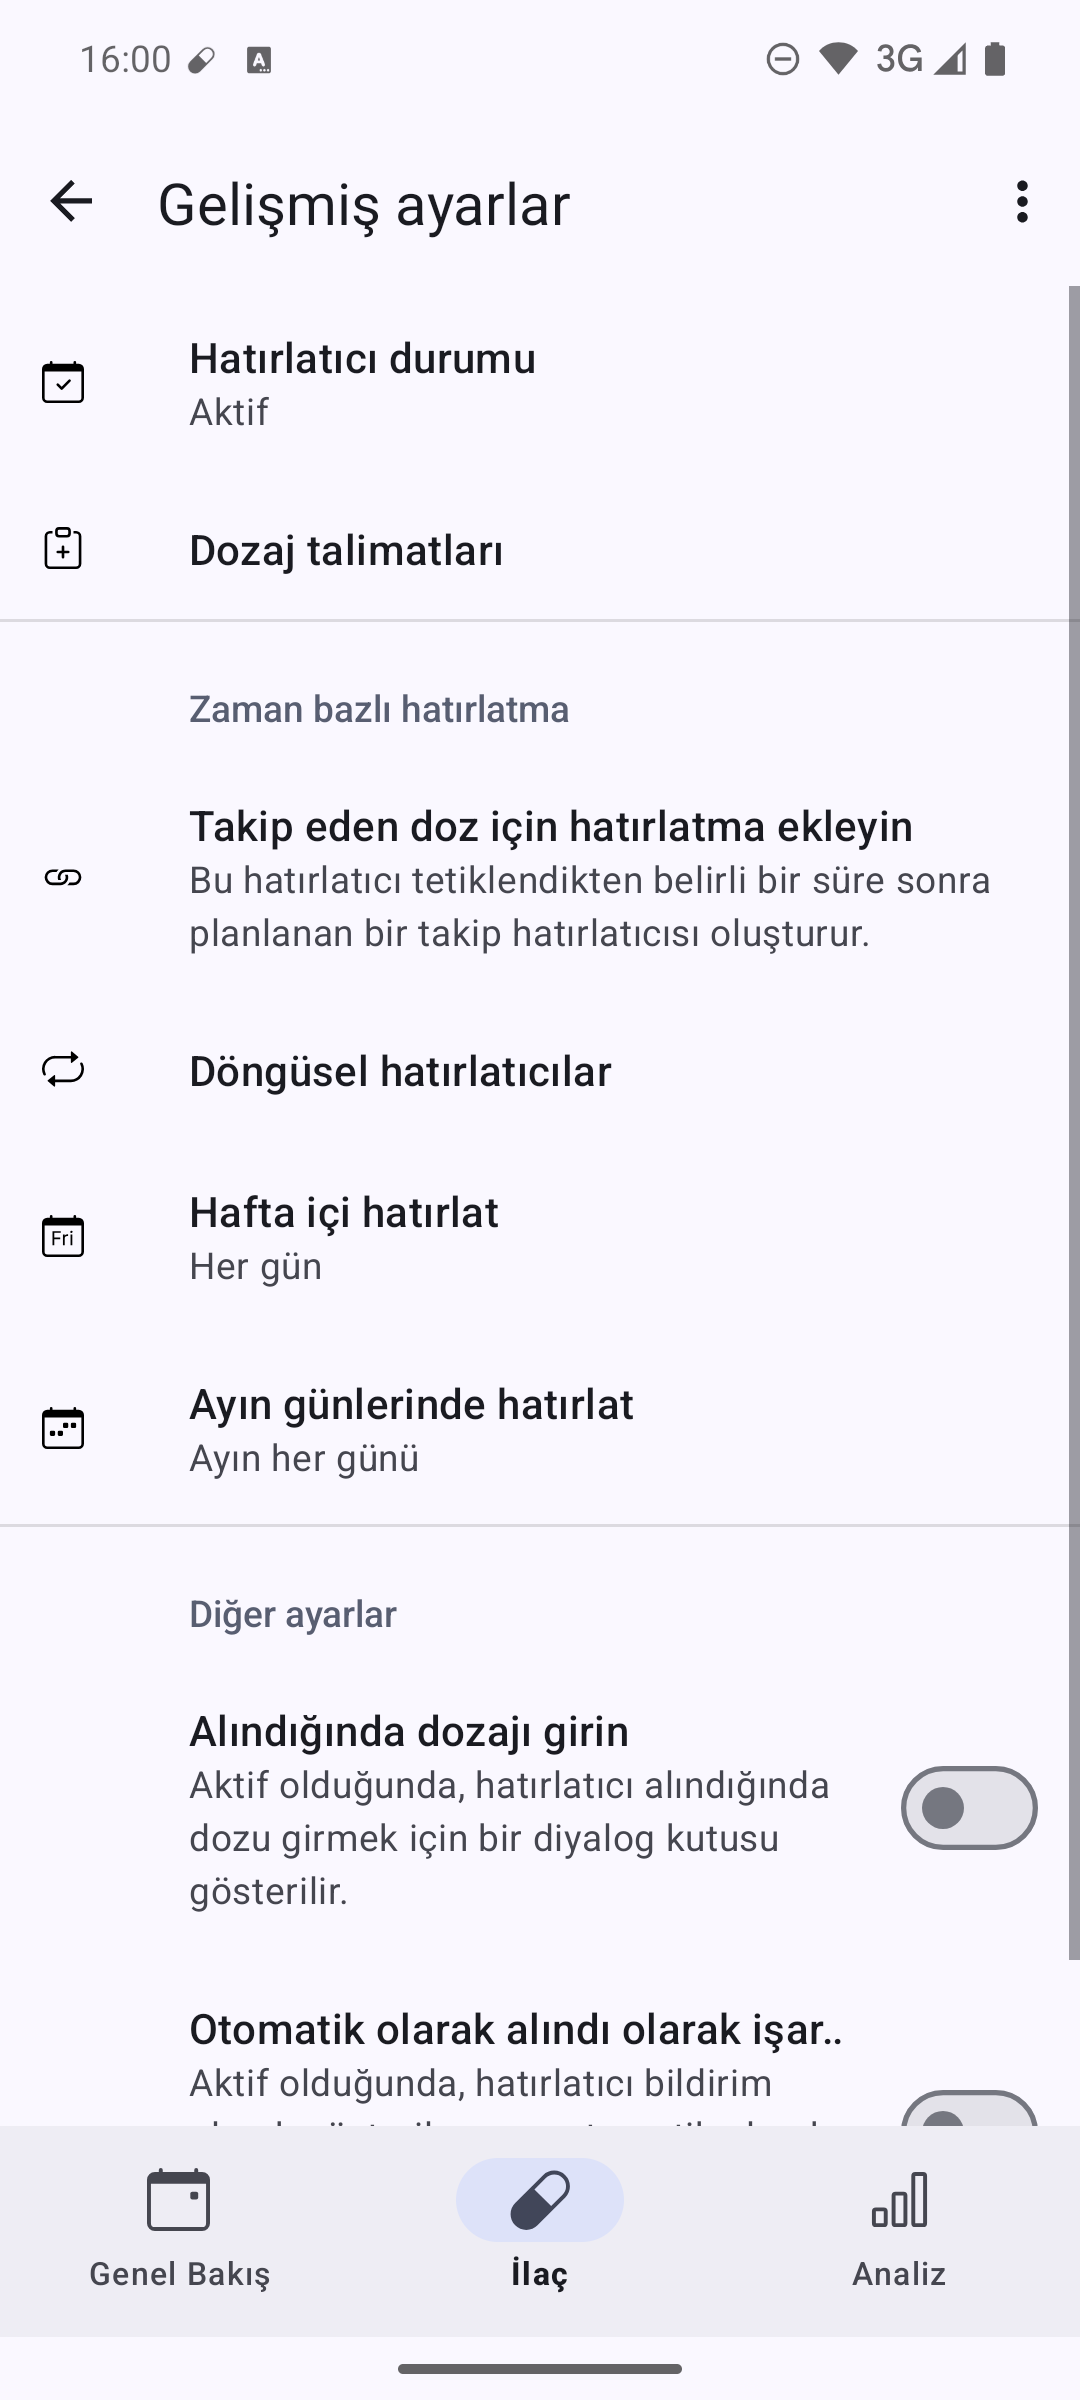 16:00
3G
Gelişmiş ayarlar
Hatırlatıcı durumu
Aktif
Dozaj talimatları
Zaman bazlı hatırlatma
Takip eden doz için hatırlatma ekleyin
Bu hatırlatıcı tetiklendikten belirli bir süre sonra
planlanan bir takip hatırlatıcısı oluşturur.
Döngüsel hatırlatıcılar
Fri
Hafta içi hatırlat
Her gün
Ayın günlerinde hatırlat
Ayın her günü
Diğer ayarlar
Alındığında dozajı girin
Aktif olduğunda, hatırlatıcı alındığında
dozu girmek için bir diyalog kutusu
gösterilir.
Otomatik olarak alındı olarak işar..
Aktif olduğunda, hatırlatıcı bildirim
Genel Bakış
İlaç
Analiz